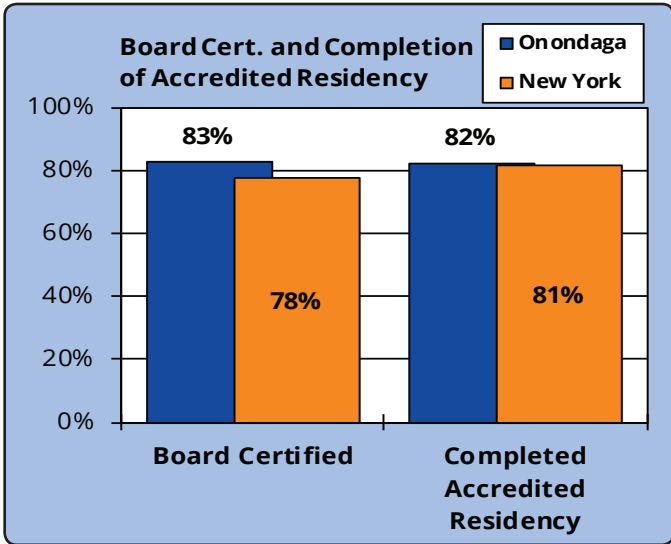 Board Cert. and Completion
of Accredited Residency
Onondaga
New York
100%
80%
60%
40%
20%
0%
83%
78%
82%
81%
Board Certified
Completed
Accredited
Residency